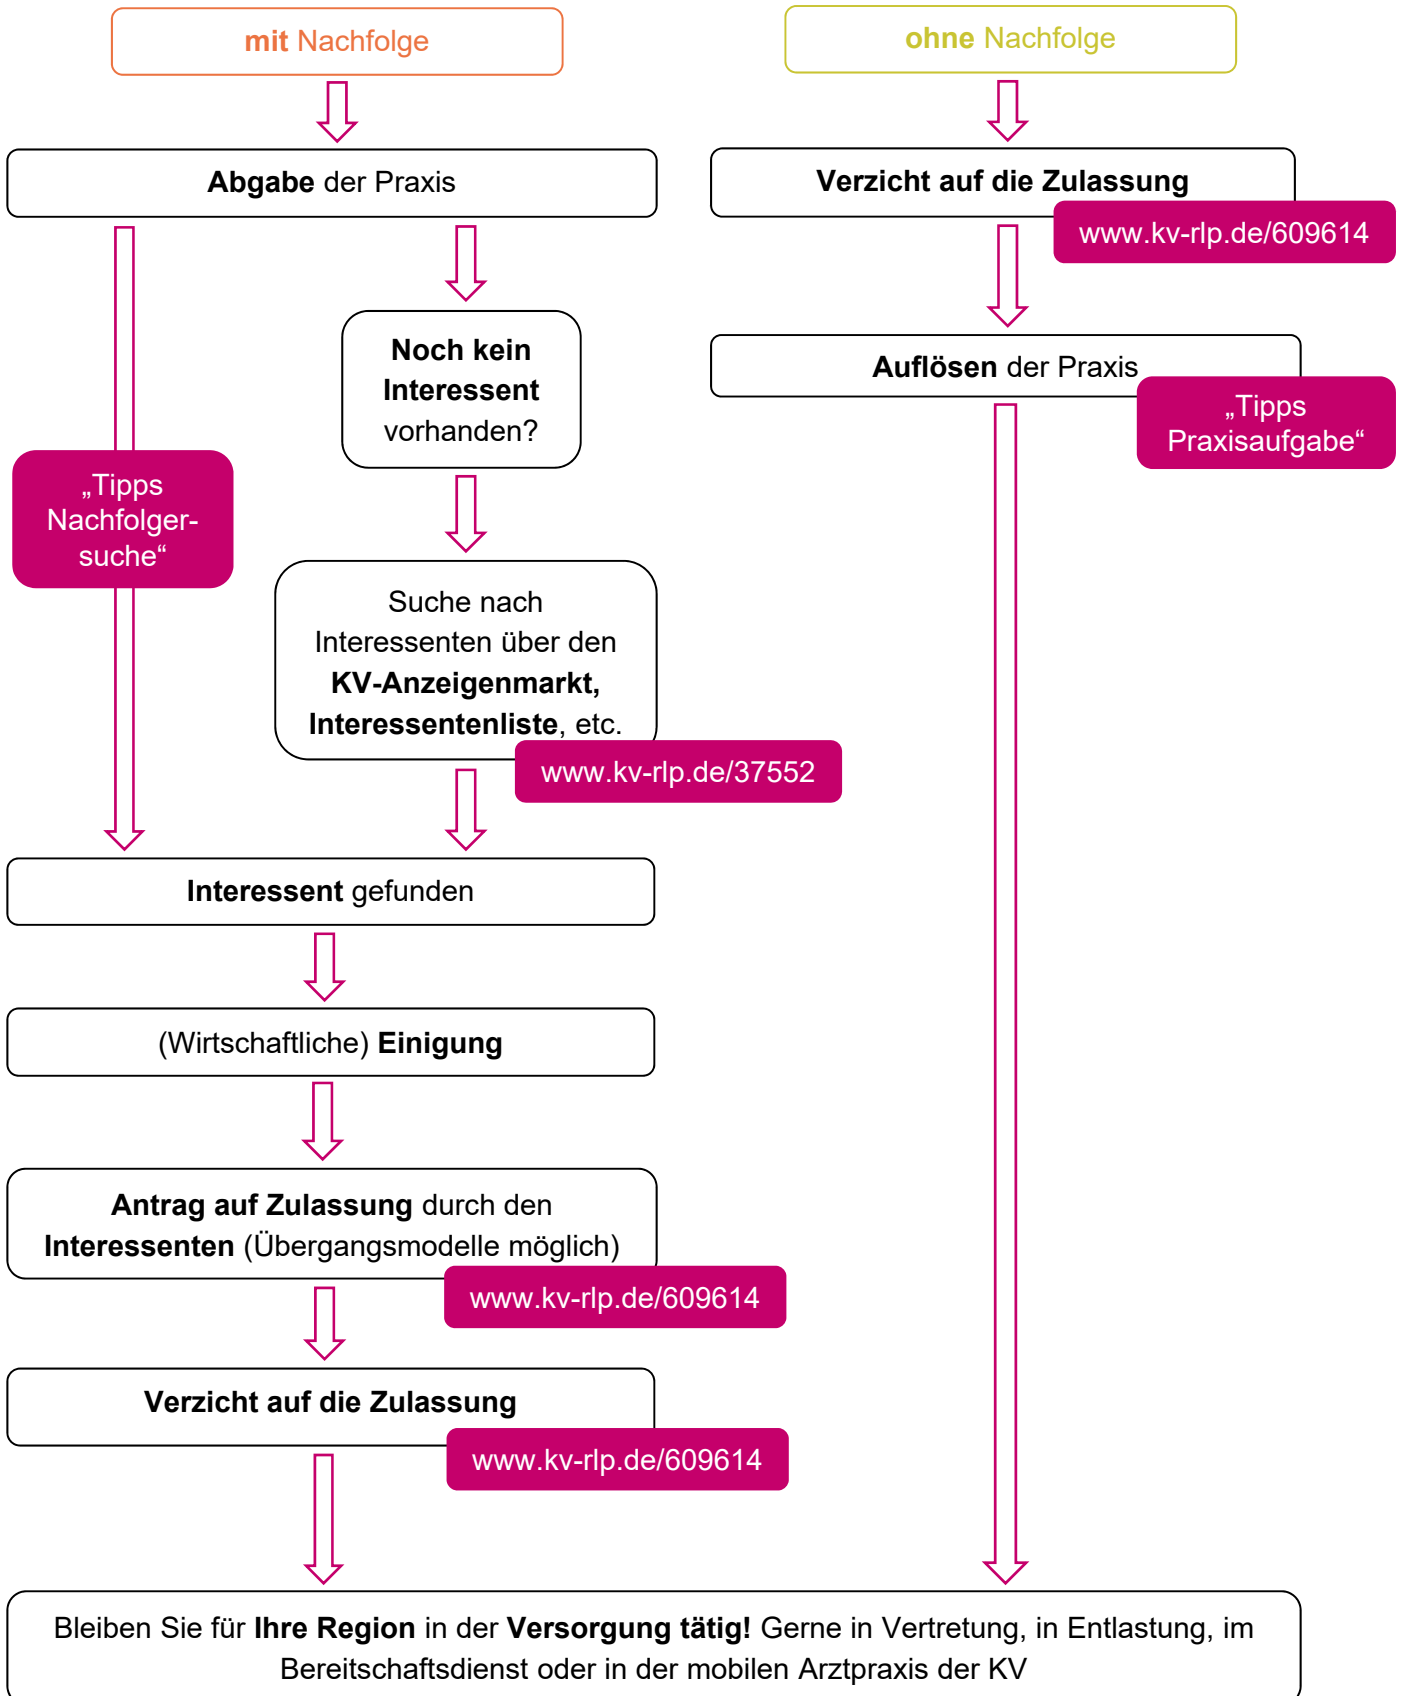 mit Nachfolge
ohne Nachfolge
Abgabe der Praxis
Verzicht auf die Zulassung
www.kv-rlp.de/609614
Noch kein
Interessent
vorhanden?
Auflösen der Praxis
„Tipps
Praxisaufgabe“
„Tipps
Nachfolger-
suche“
Suche nach
Interessenten über den
KV-Anzeigenmarkt,
Interessentenliste, etc.
www.kv-rlp.de/37552
Interessent gefunden
(Wirtschaftliche) Einigung
Antrag auf Zulassung durch den
Interessenten (Übergangsmodelle möglich)
www.kv-rlp.de/609614
Verzicht auf die Zulassung
www.kv-rlp.de/609614
Bleiben Sie für Ihre Region in der Versorgung tätig! Gerne in Vertretung, in Entlastung, im
Bereitschaftsdienst oder in der mobilen Arztpraxis der KV